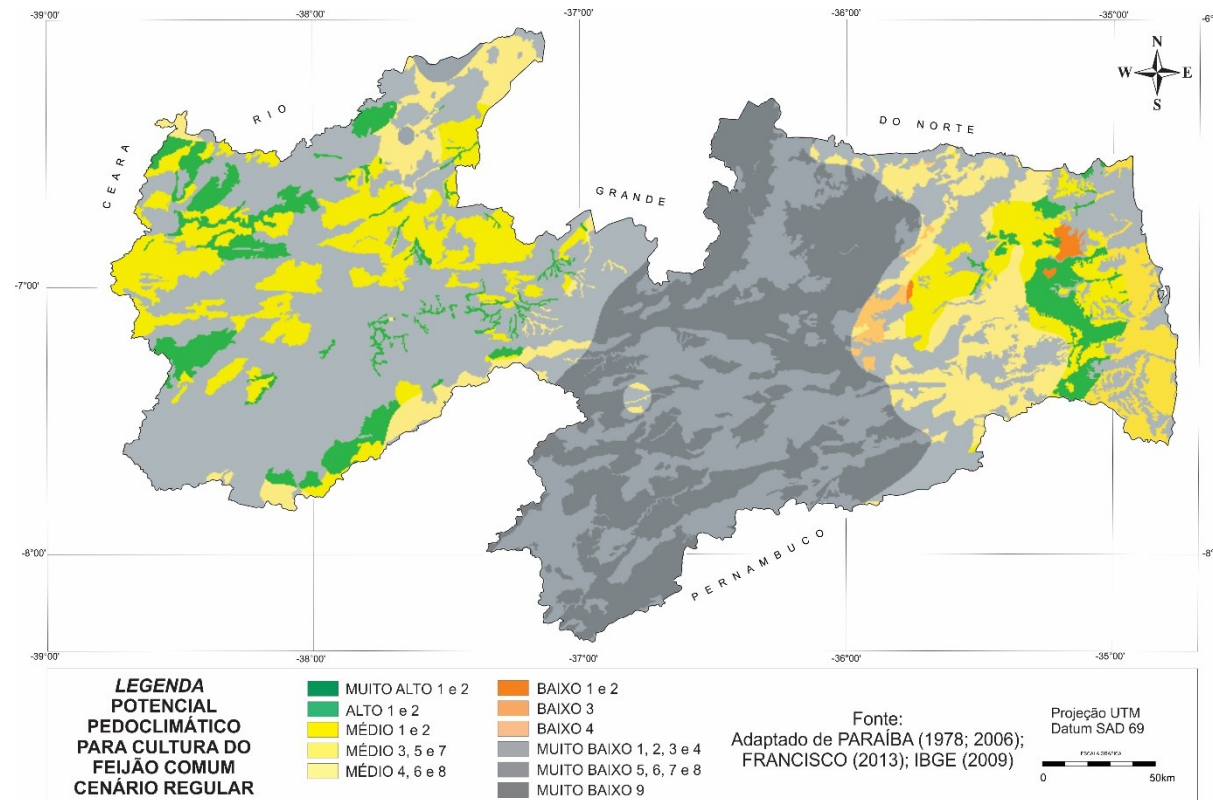 -39°00' -38°00' -37°00' -36°00' -35°00'
-6°
N
W E
S
RIO
DO NORTE
CEARA
GRANDE
-7°00' -7°00'
-8°00' -8°
PERNAMBUCO
-39°00' -38°00' -37°00' -36°00' -35°00'
LEGENDA
POTENCIAL
PEDOCLIMÁTICO
PARA CULTURA DO
FEIJÃO COMUM
CENÁRIO REGULAR
MUITO ALTO 1 e 2
ALTO 1 e 2
MÉDIO 1 e 2
MÉDIO 3, 5 e 7
MÉDIO 4, 6 e 8
BAIXO 1 e 2
BAIXO 3
BAIXO 4
MUITO BAIXO 1, 2, 3 e 4
MUITO BAIXO 5, 6, 7 e 8
MUITO BAIXO 9
Fonte:
Adaptado de PARAÍBA (1978; 2006);
FRANCISCO (2013); IBGE (2009)
Projeção UTM
Datum SAD 69
ESCALA GRÁFICA
0 50km